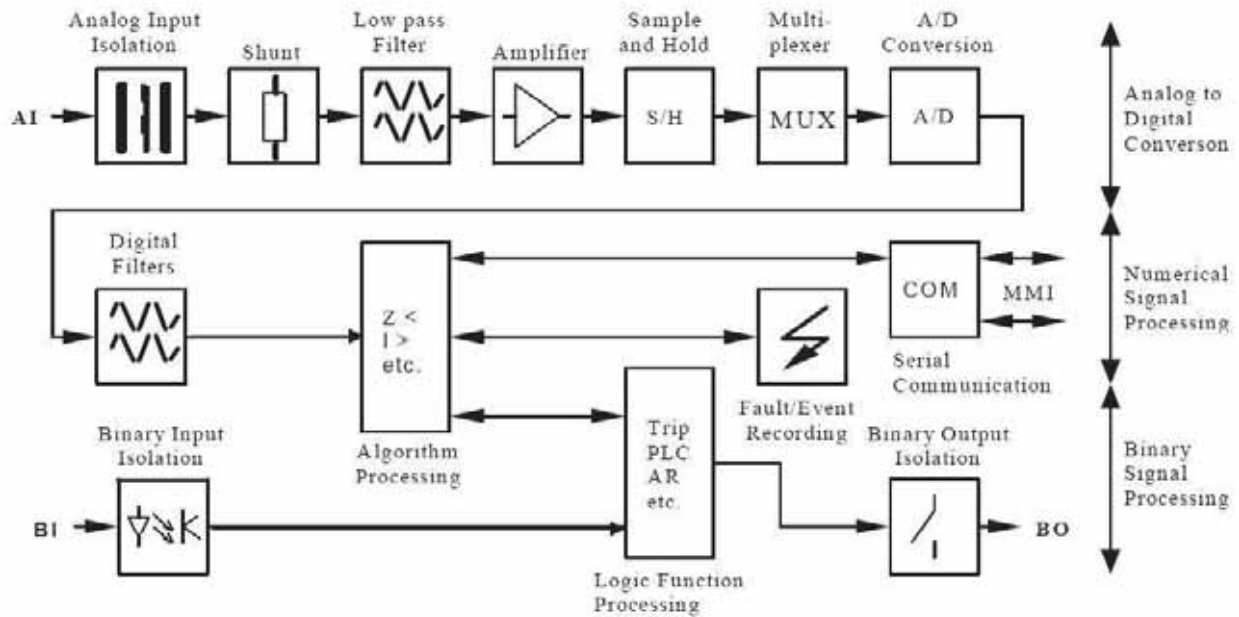 Analog Input
Isolation
Shunt
Low pass
Filter
Amplifier
Sample
and Hold
Multi-
plexer
A/D
Conversion
AI
S/H
MUX
A/D
Analog to
Digital
Converson
Digital
Filters
Z <
I >
etc.
Algorithm
Processing
COM
MMI
Serial
Communication
Numerical
Signal
Processing
Fault/Event
Recording
Binary Input
Isolation
BI
Trip
PLC
AR
etc.
Logic Function
Processing
Binary Output
Isolation
BO
Binary
Signal
Processing